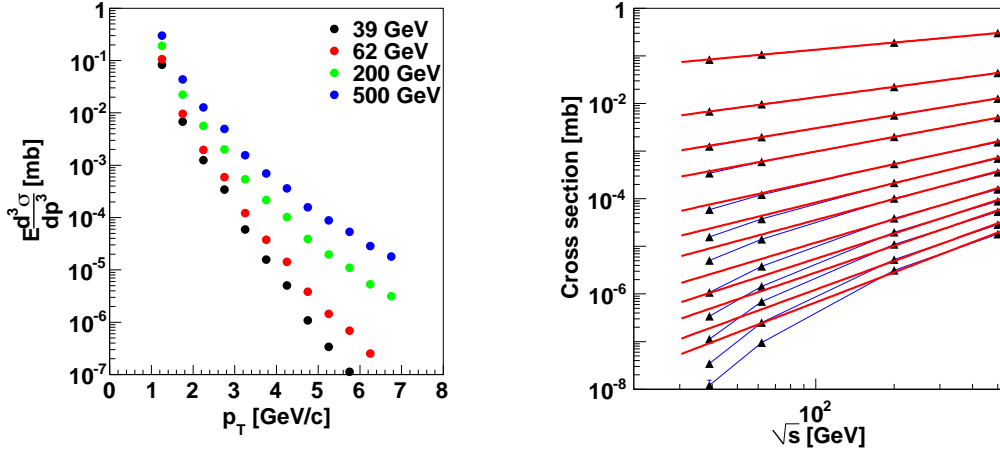 1
10⁻¹
10⁻²
10⁻³
10⁻⁴
10⁻⁵
10⁻⁶
10⁻⁷
E d³σ/dp³ [mb]
39 GeV
62 GeV
200 GeV
500 GeV
0 1 2 3 4 5 6 7 8
p_T [GeV/c]
1
10⁻²
10⁻⁴
10⁻⁶
10⁻⁸
Cross section [mb]
10²
√s [GeV]